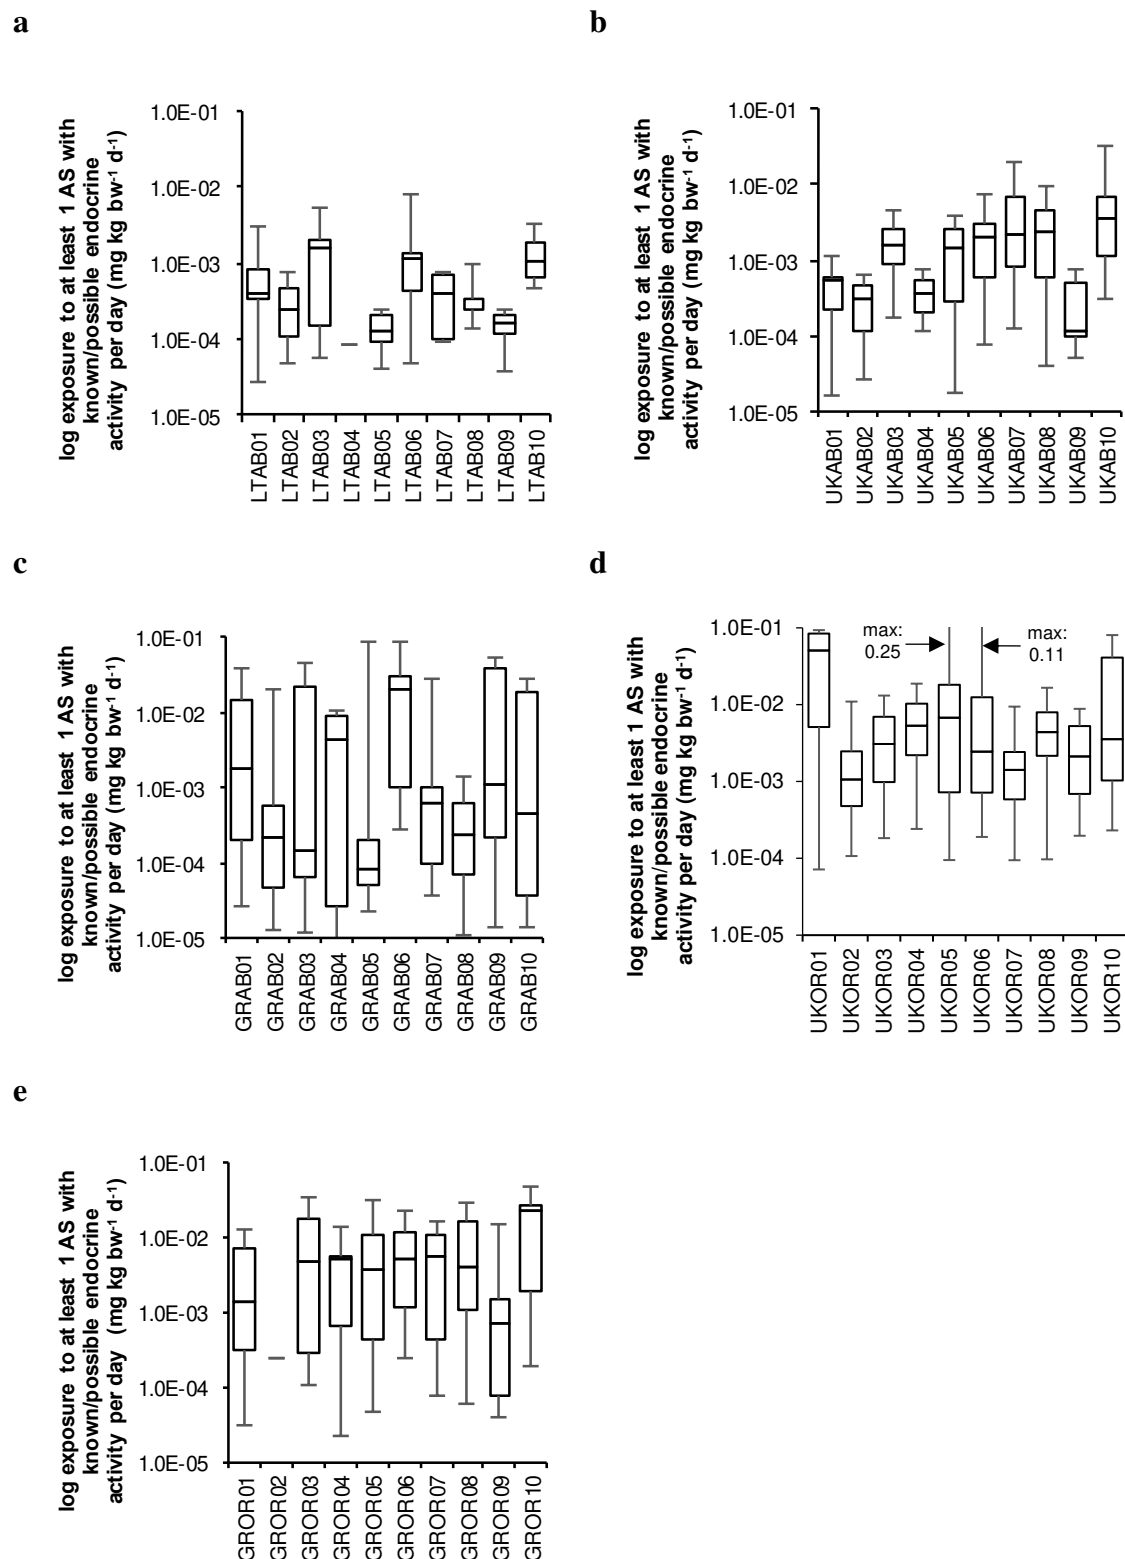 a
log exposure to at least 1 AS with
known/possible endocrine
activity per day (mg kg bw-1 d-1)
1.0E-01
1.0E-02
1.0E-03
1.0E-04
1.0E-05
LTAB01
LTAB02
LTAB03
LTAB04
LTAB05
LTAB06
LTAB07
LTAB08
LTAB09
LTAB10
b
log exposure to at least 1 AS with
known/possible endocrine
activity per day (mg kg bw-1 d-1)
1.0E-01
1.0E-02
1.0E-03
1.0E-04
1.0E-05
UKAB01
UKAB02
UKAB03
UKAB04
UKAB05
UKAB06
UKAB07
UKAB08
UKAB09
UKAB10
c
log exposure to at least 1 AS with
known/possible endocrine
activity per day (mg kg bw-1 d-1)
1.0E-01
1.0E-02
1.0E-03
1.0E-04
1.0E-05
GRAB01
GRAB02
GRAB03
GRAB04
GRAB05
GRAB06
GRAB07
GRAB08
GRAB09
GRAB10
d
log exposure to at least 1 AS with
known/possible endocrine
activity per day (mg kg bw-1 d-1)
1.0E-01
1.0E-02
1.0E-03
1.0E-04
1.0E-05
max:
0.25
max:
0.11
UKOR01
UKOR02
UKOR03
UKOR04
UKOR05
UKOR06
UKOR07
UKOR08
UKOR09
UKOR10
e
log exposure to at least 1 AS with
known/possible endocrine
activity per day (mg kg bw-1 d-1)
1.0E-01
1.0E-02
1.0E-03
1.0E-04
1.0E-05
GROR01
GROR02
GROR03
GROR04
GROR05
GROR06
GROR07
GROR08
GROR09
GROR10